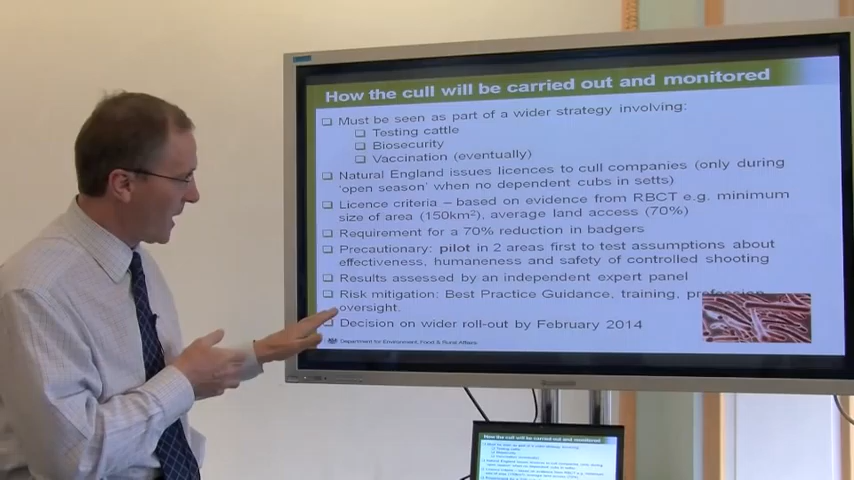 How the cull will be carried out and and monitored
Must be seen as part of a wider strategy involving:
Testing cattle
Biosecurity
Vaccination (eventually)
Natural England issues licences to cull companies (only during
'open season' when no dependent cubs in setts)
Licence criteria – based on evidence from RBCT e.g. minimum
size of area (150km²), average land access (70%)
Requirement for a 70% reduction in badgers
Precautionary: pilot in 2 areas first to test assumptions about
effectiveness, humaneness and safety of controlled shooting
Results assessed by an independent expert panel
Risk mitigation: Best Practice Guidance, training,
oversight.
Decision on wider roll-out by February 2014
Department for Environment, Food & Rural Affairs
How the cull will be carried out and and monitored